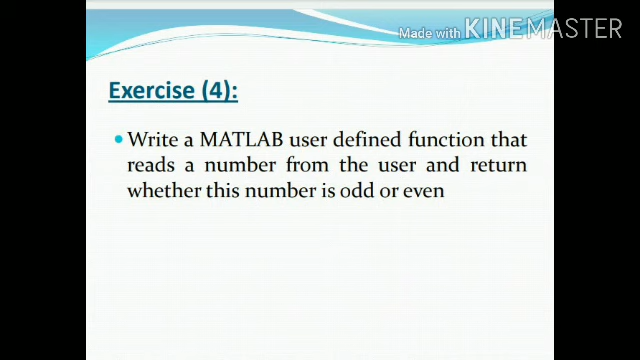 Made with KINEMASTER
Exercise (4):
• Write a MATLAB user defined function that
reads a number from the user and return
whether this number is odd or even